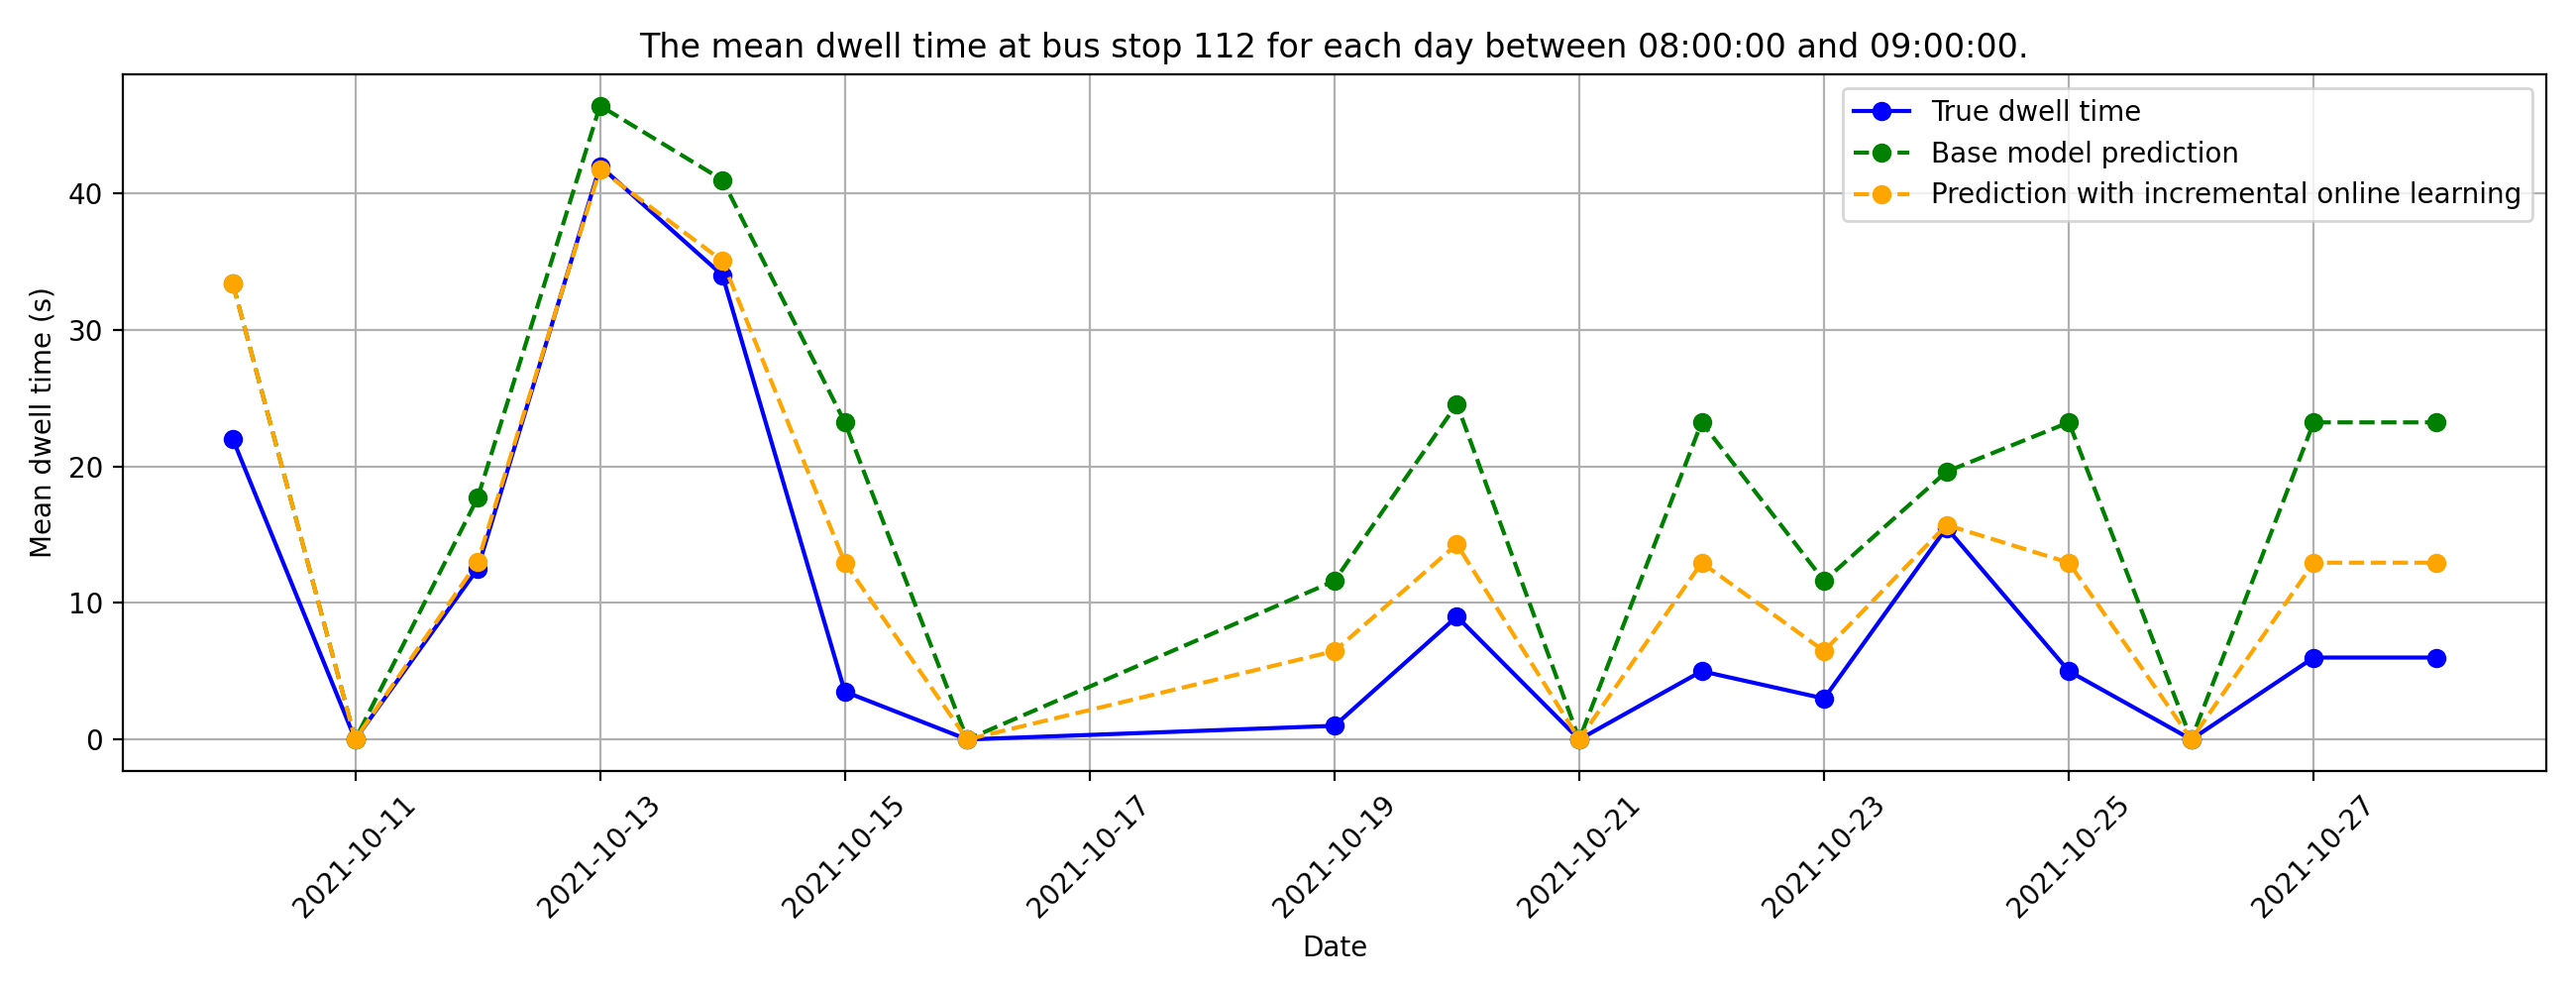 The mean dwell time at bus stop 112 for each day between 08:00:00 and 09:00:00.
True dwell time
Base model prediction
Prediction with incremental online learning
Mean dwell time (s)
40
30
20
10
0
2021-10-11
2021-10-13
2021-10-15
2021-10-17
2021-10-19
2021-10-21
2021-10-23
2021-10-25
2021-10-27
Date